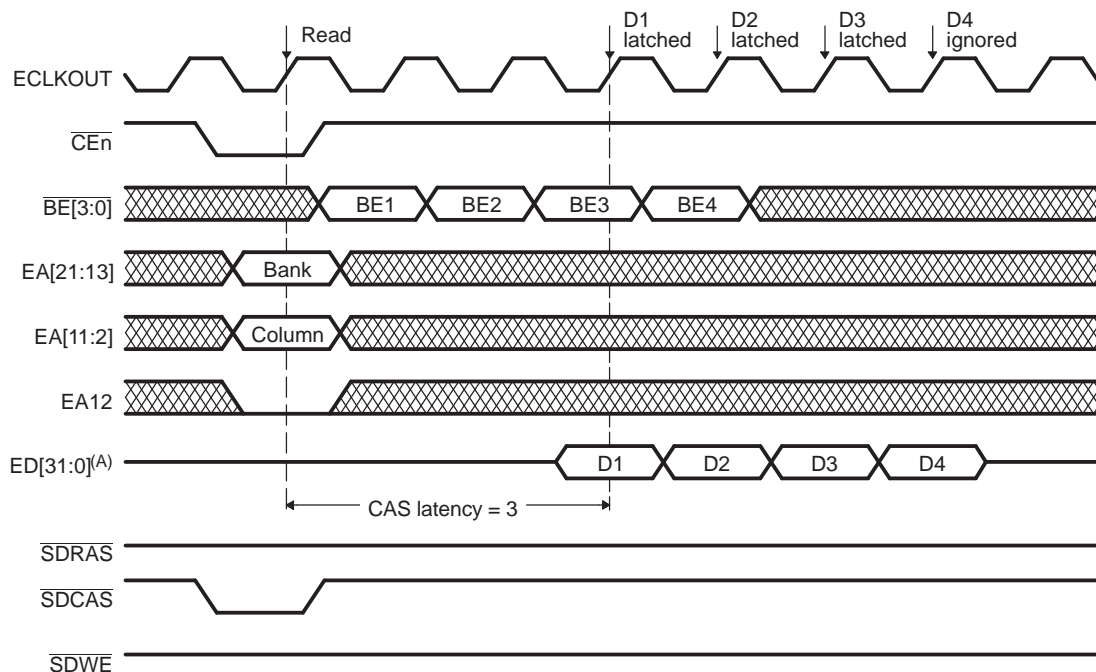 Read
D1
latched
D2
latched
D3
latched
D4
ignored
ECLKOUT
CEn
BE[3:0]
BE1 BE2 BE3 BE4
EA[21:13]
Bank
EA[11:2]
Column
EA12
ED[31:0](A)
D1 D2 D3 D4
CAS latency = 3
SDRAS
SDCAS
SDWE